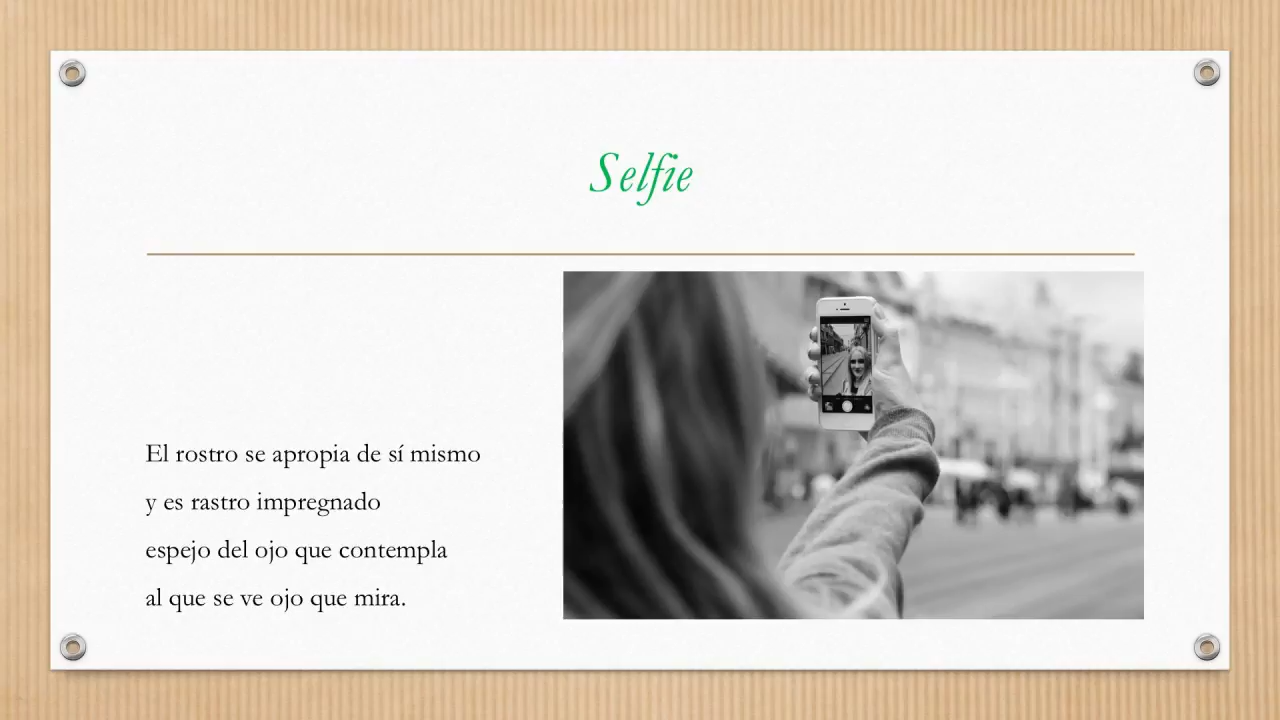 Selfie
El rostro se apropia de sí mismo
y es rastro impregnado
espejo del ojo que contempla
al que se ve ojo que mira.